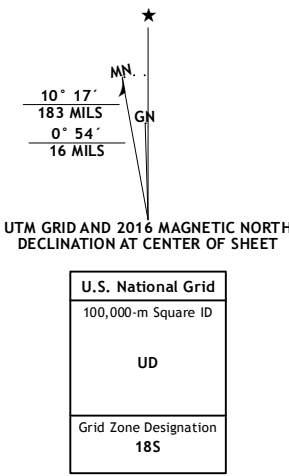 ★
MN
GN
10° 17´
183 MILS
0° 54´
16 MILS
UTM GRID AND 2016 MAGNETIC NORTH
DECLINATION AT CENTER OF SHEET
U.S. National Grid
100,000-m Square ID
UD
Grid Zone Designation
18S